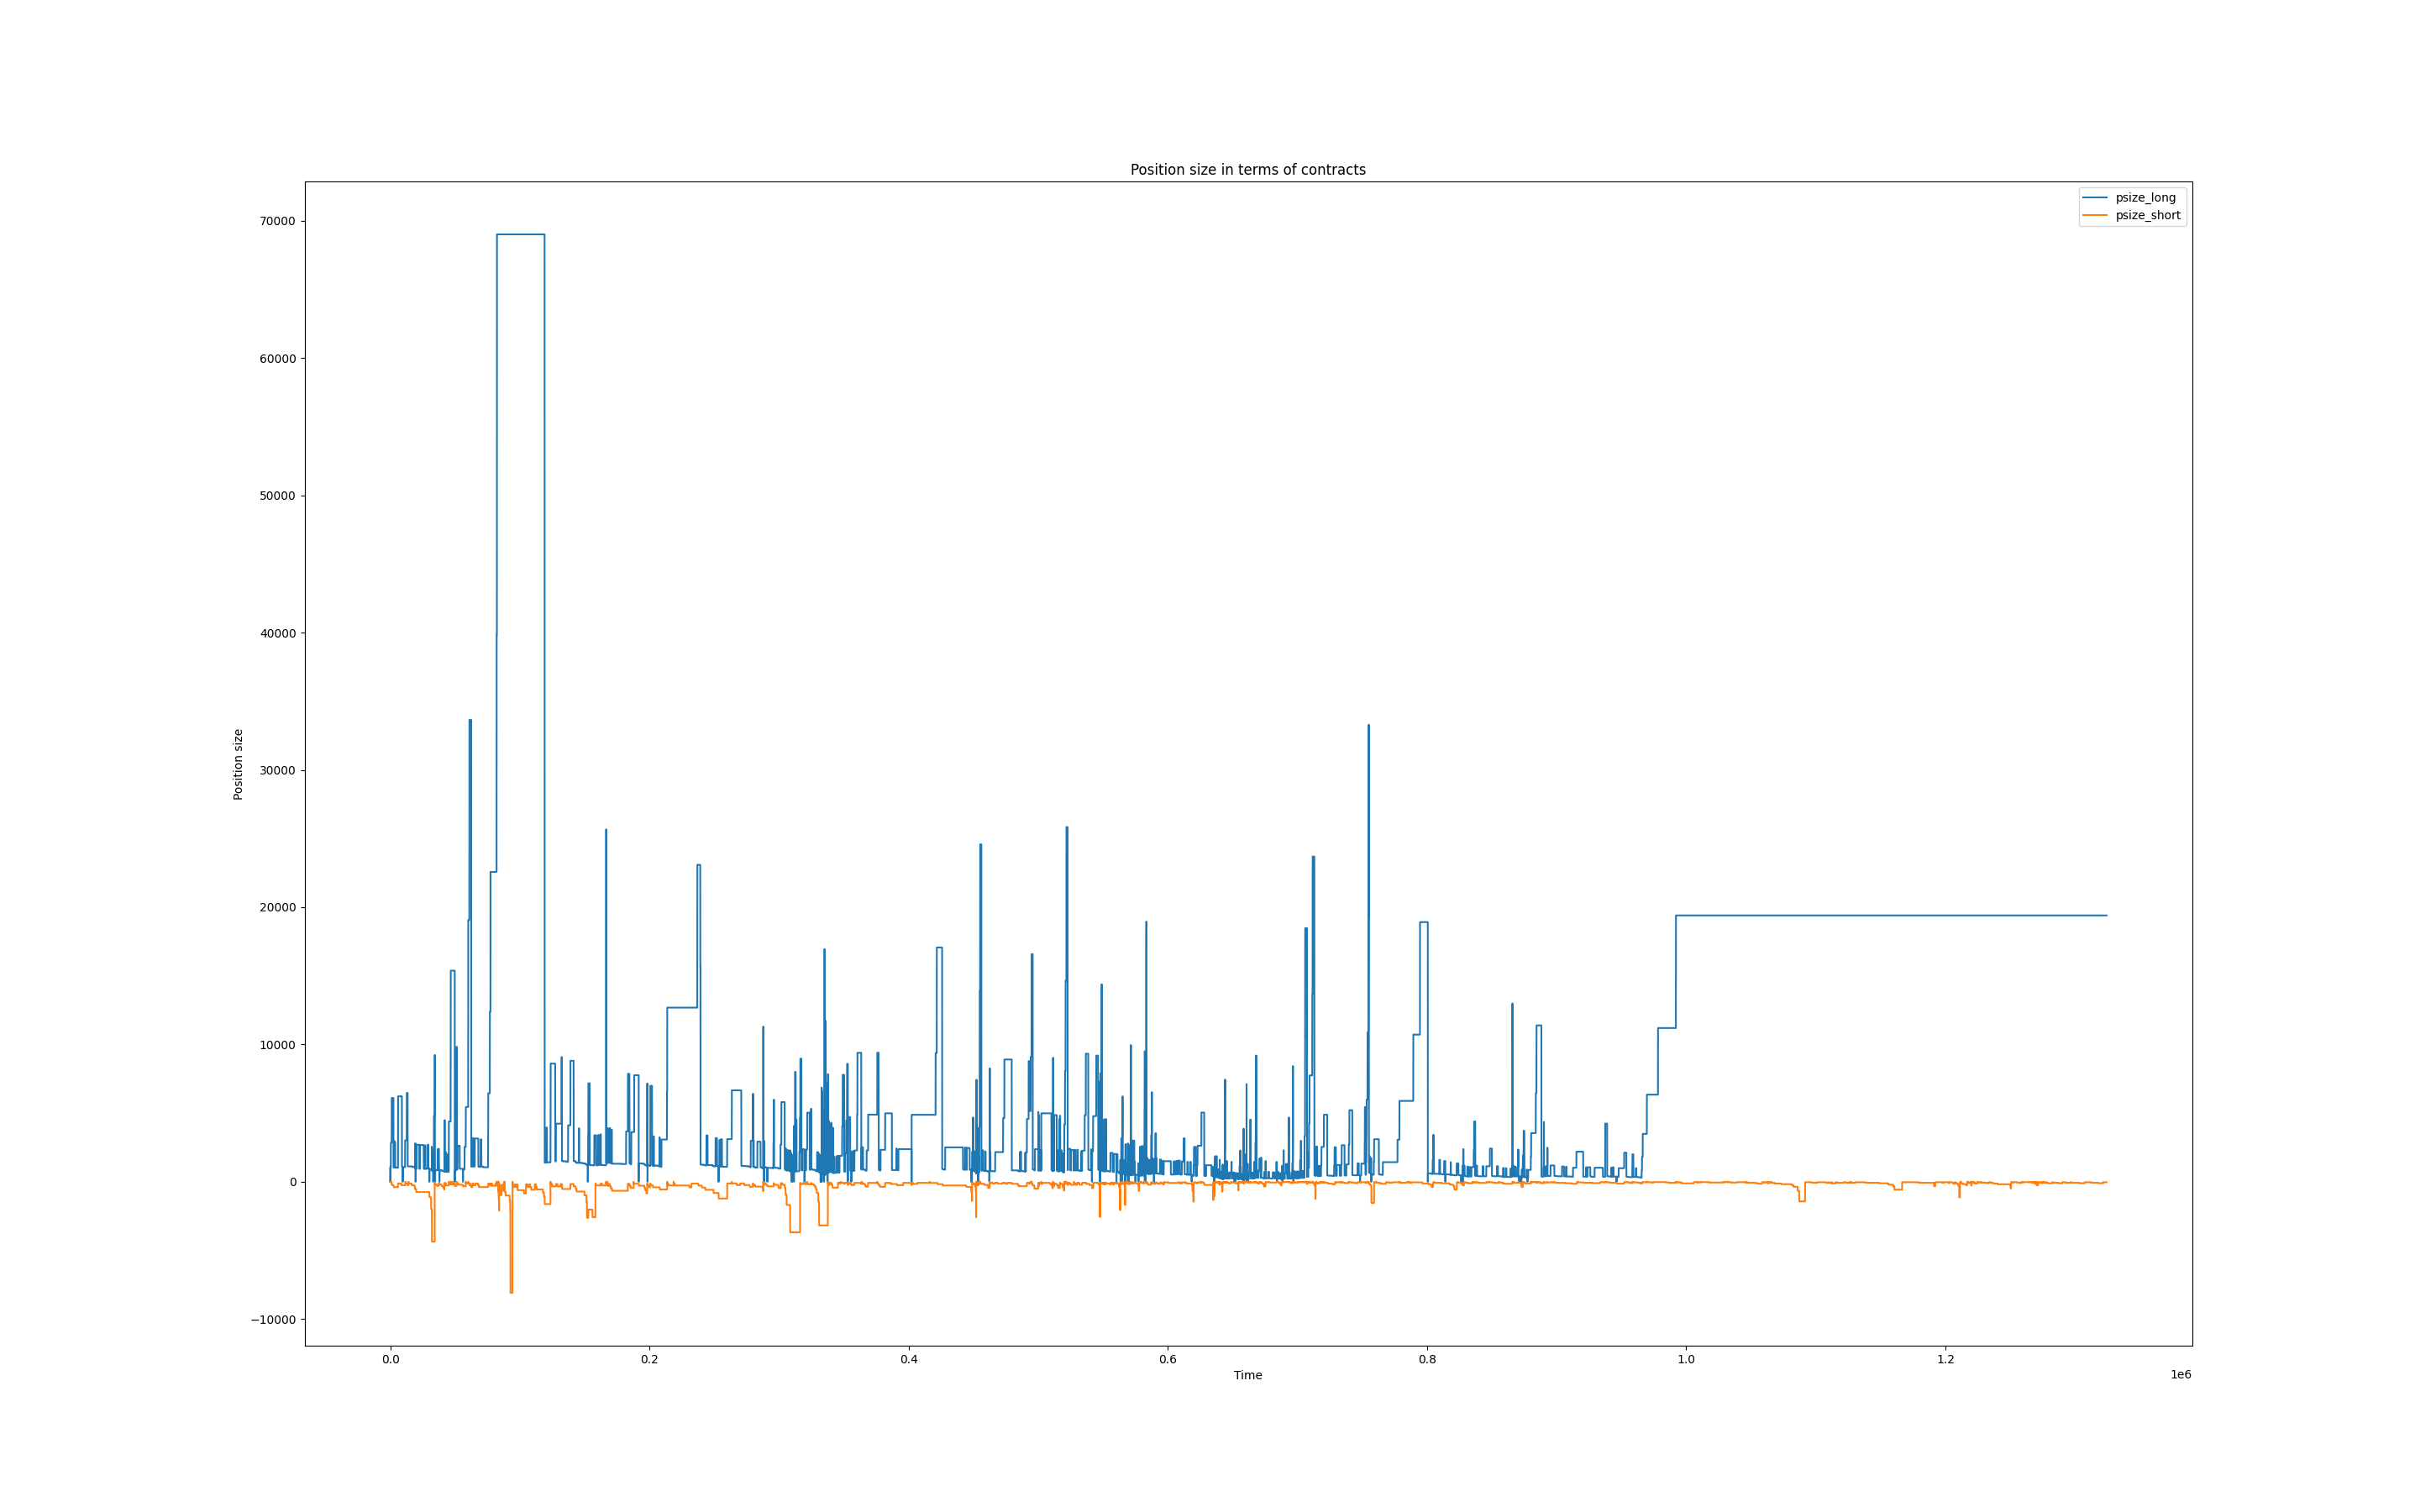 Position size in terms of contracts
psize_long
psize_short
70000
60000
50000
40000
30000
20000
10000
0
−10000
Position size
0.0 0.2 0.4 0.6 0.8 1.0 1.2
Time
1e6